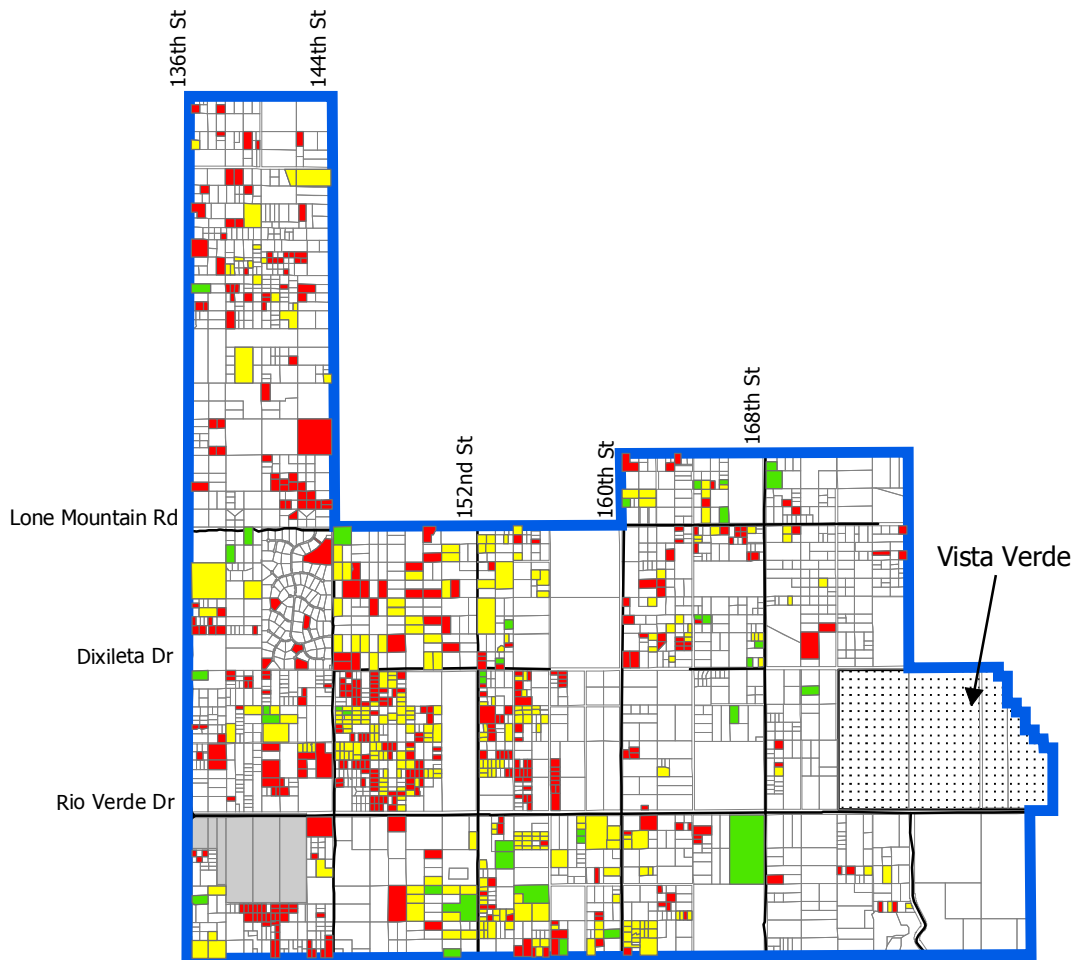 136th St
144th St
152nd St
160th St
168th St
Lone Mountain Rd
Vista Verde
Dixileta Dr
Rio Verde Dr